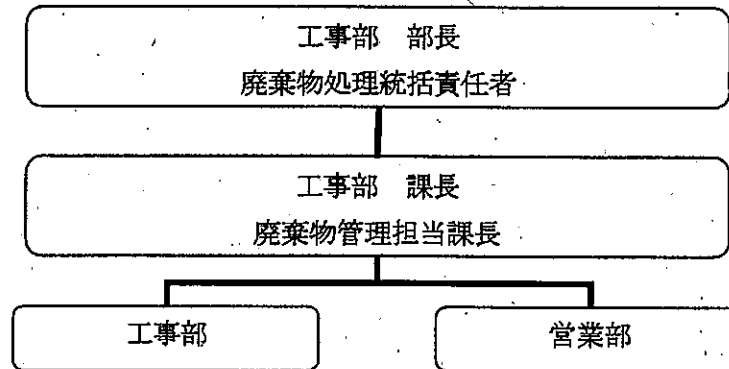 工事部　部長
廃棄物処理統括責任者
工事部　課長
廃棄物管理担当課長
工事部
営業部